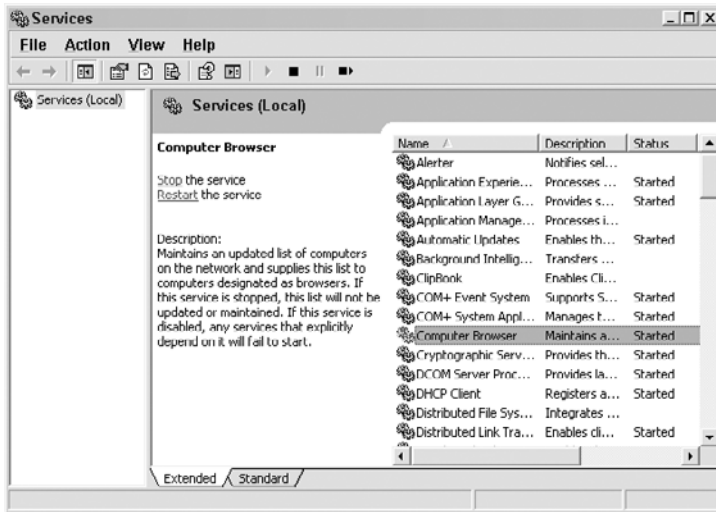 Services
File Action View Help
Services (Local)
Services (Local)
Computer Browser
Stop the service
Restart the service
Description:
Maintains an updated list of computers
on the network and supplies this list to
computers designated as browsers. If
this service is stopped, this list will not be
updated or maintained. If this service is
disabled, any services that explicitly
depend on it will fail to start.
Name Description Status
Alerter Notifies sel...
Application Experie... Processes ... Started
Application Layer G... Provides s... Started
Application Manage... Processes i...
Automatic Updates Enables th... Started
Background Intellig... Transfers ...
ClipBook Enables Cli...
COM+ Event System Supports S... Started
COM+ System Appl... Manages t... Started
Computer Browser Maintains a... Started
Cryptographic Serv... Provides th... Started
DCOM Server Proc... Provides la... Started
DHCP Client Registers a... Started
Distributed File Sys... Integrates ...
Distributed Link Tra... Enables cli... Started
Extended Standard